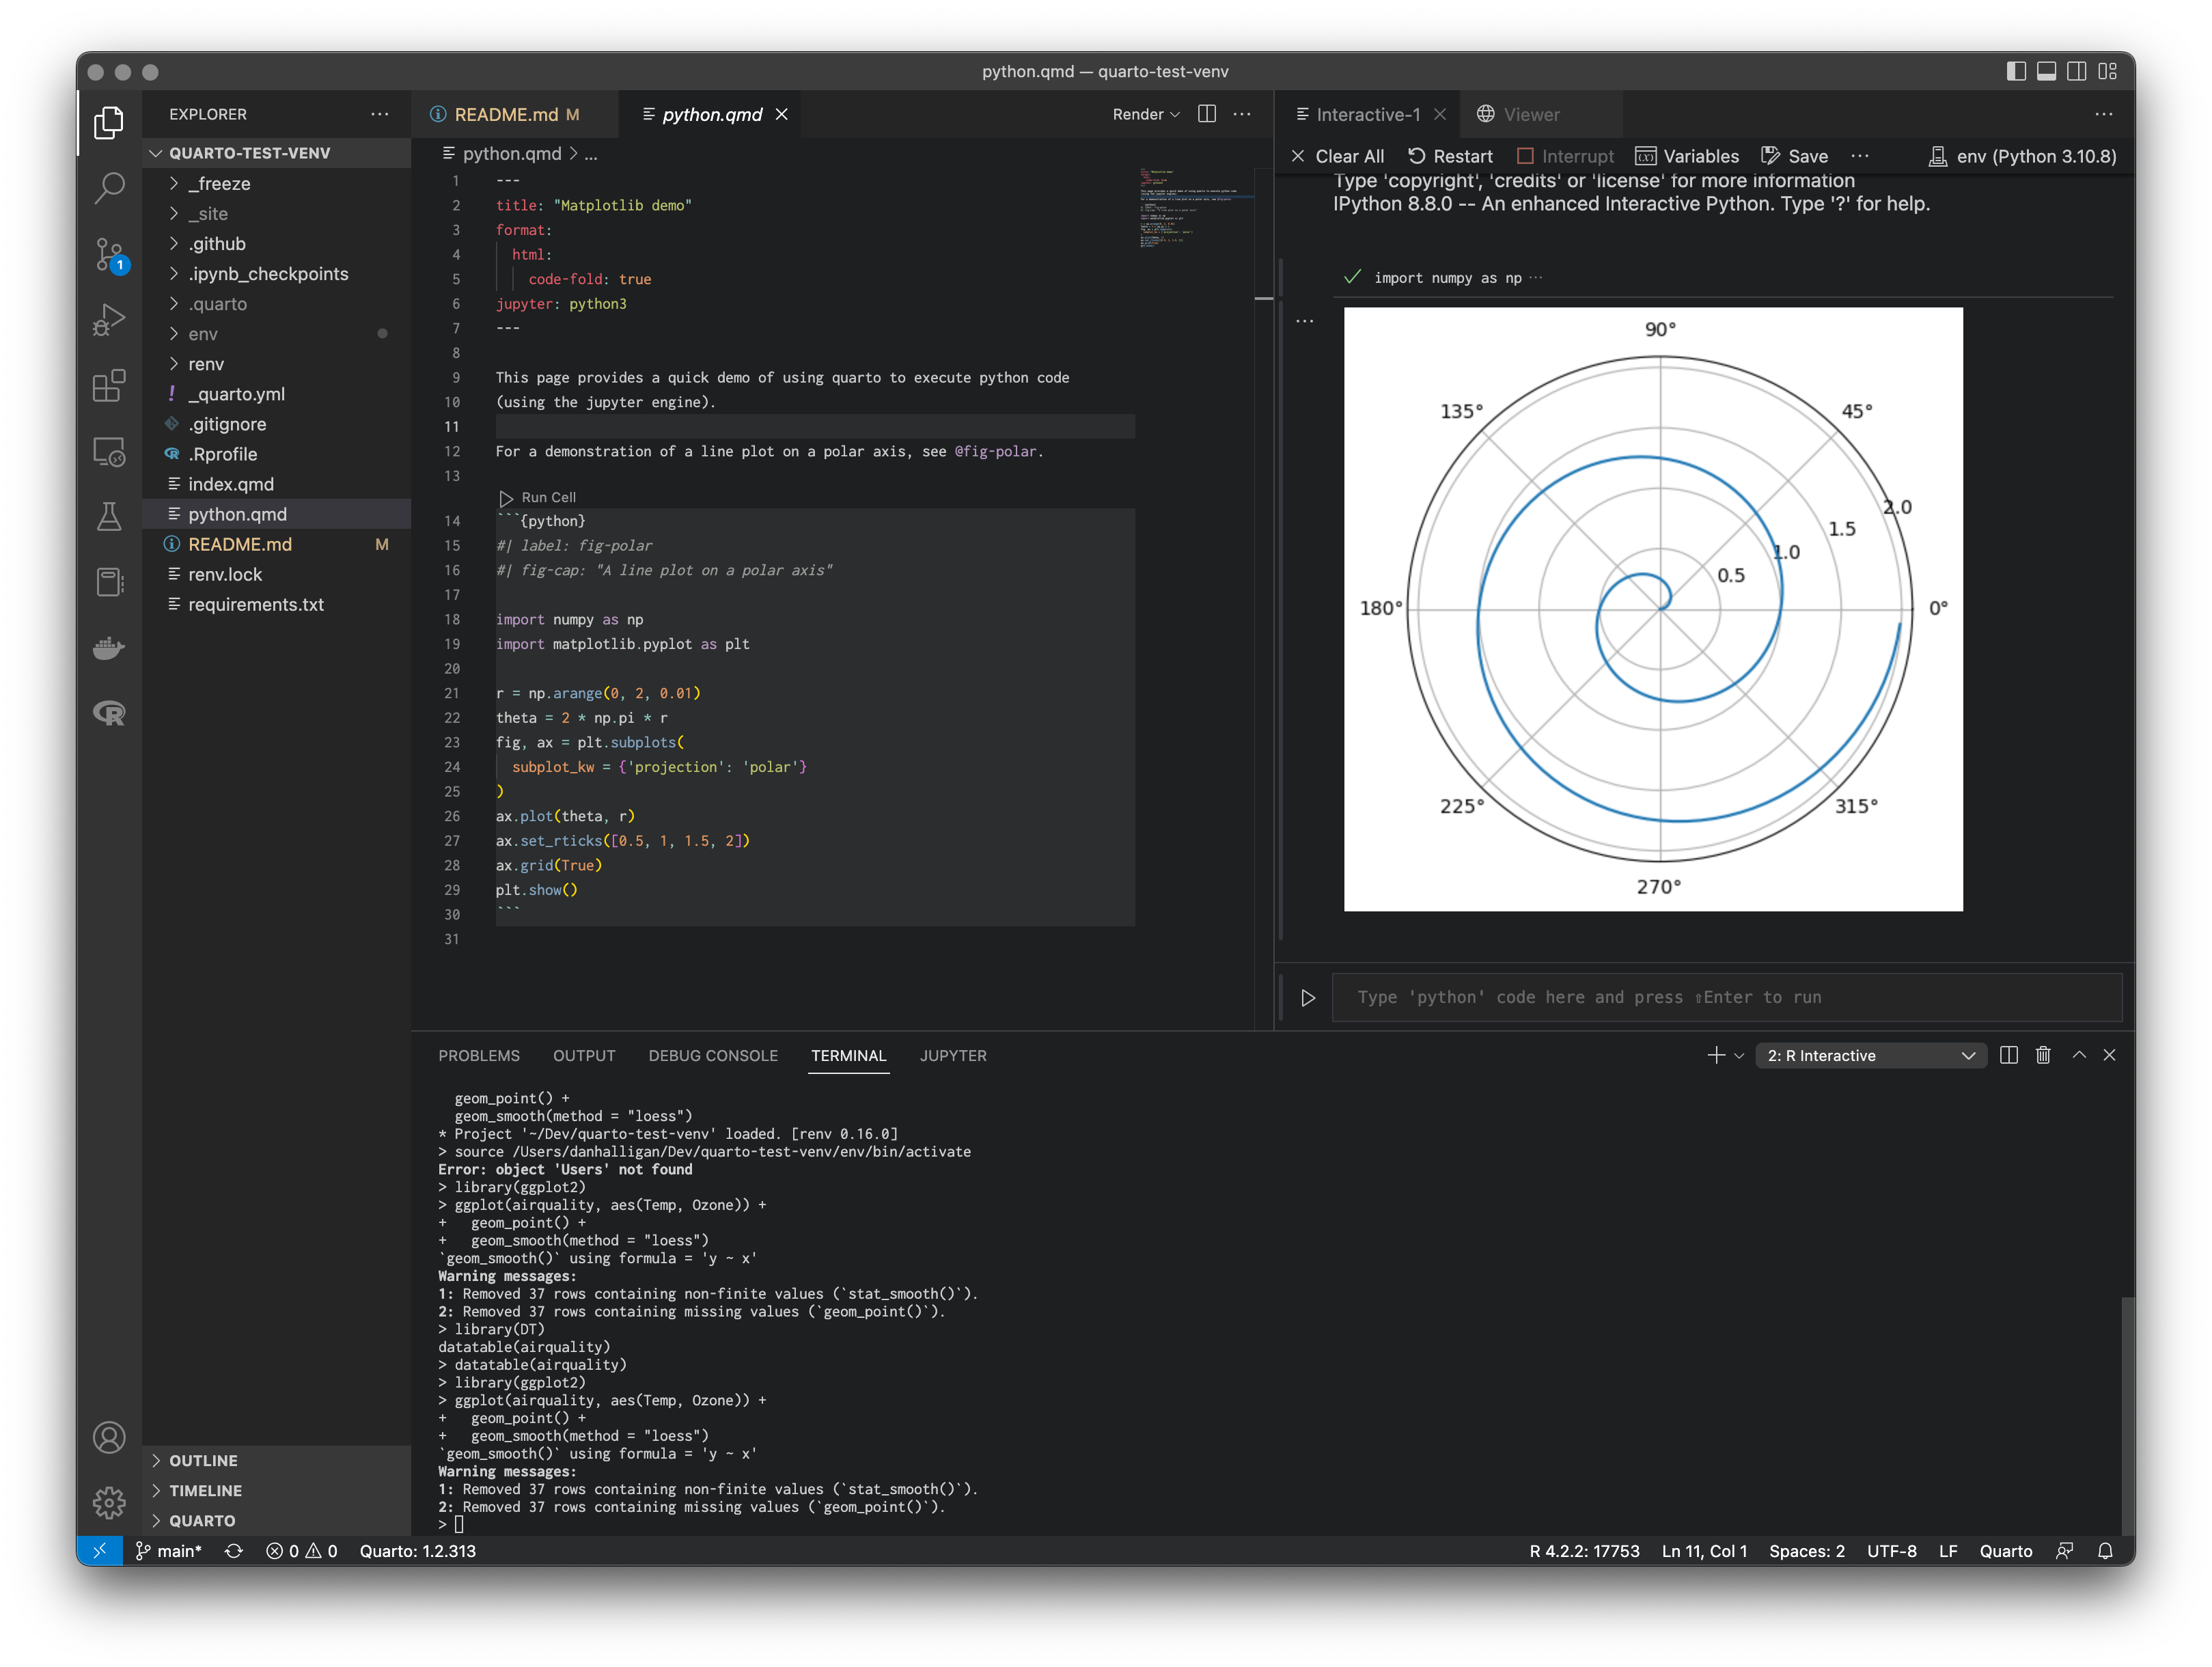 python.qmd — quarto-test-venv
EXPLORER
QUARTO-TEST-VENV
_freeze
_site
.github
.ipynb_checkpoints
.quarto
env
renv
! _quarto.yml
.gitignore
.Rprofile
index.qmd
python.qmd
README.md M
renv.lock
requirements.txt
OUTLINE
TIMELINE
QUARTO
1
README.md M
python.qmd
Render
python.qmd > ...
1 ---
2 title: "Matplotlib demo"
3 format:
4 html:
5 code-fold: true
6 jupyter: python3
7 ---
8
9 This page provides a quick demo of using quarto to execute python code
10 (using the jupyter engine).
11
12 For a demonstration of a line plot on a polar axis, see @fig-polar.
13
Run Cell
14 ```{python}
15 #| label: fig-polar
16 #| fig-cap: "A line plot on a polar axis"
17
18 import numpy as np
19 import matplotlib.pyplot as plt
20
21 r = np.arange(0, 2, 0.01)
22 theta = 2 * np.pi * r
23 fig, ax = plt.subplots(
24 subplot_kw = {'projection': 'polar'}
25 )
26 ax.plot(theta, r)
27 ax.set_rticks([0.5, 1, 1.5, 2])
28 ax.grid(True)
29 plt.show()
30 ```
31
Interactive-1
Viewer
Clear All Restart Interrupt Variables Save ... env (Python 3.10.8)
Type 'copyright', 'credits' or 'license' for more information
IPython 8.8.0 -- An enhanced Interactive Python. Type '?' for help.
import numpy as np ...
90°
135° 45°
2.0
1.5
1.0
0.5
180° 0°
225° 315°
270°
Type 'python' code here and press ⇧Enter to run
PROBLEMS OUTPUT DEBUG CONSOLE TERMINAL JUPYTER
2: R Interactive
geom_point() +
geom_smooth(method = "loess")
* Project '~/Dev/quarto-test-venv' loaded. [renv 0.16.0]
> source /Users/danhalligan/Dev/quarto-test-venv/env/bin/activate
Error: object 'Users' not found
> library(ggplot2)
> ggplot(airquality, aes(Temp, Ozone)) +
+ geom_point() +
+ geom_smooth(method = "loess")
`geom_smooth()` using formula = 'y ~ x'
Warning messages:
1: Removed 37 rows containing non-finite values (`stat_smooth()`).
2: Removed 37 rows containing missing values (`geom_point()`).
> library(DT)
datatable(airquality)
> datatable(airquality)
> library(ggplot2)
> ggplot(airquality, aes(Temp, Ozone)) +
+ geom_point() +
+ geom_smooth(method = "loess")
`geom_smooth()` using formula = 'y ~ x'
Warning messages:
1: Removed 37 rows containing non-finite values (`stat_smooth()`).
2: Removed 37 rows containing missing values (`geom_point()`).
>
main* 0 0 Quarto: 1.2.313
R 4.2.2: 17753 Ln 11, Col 1 Spaces: 2 UTF-8 LF Quarto